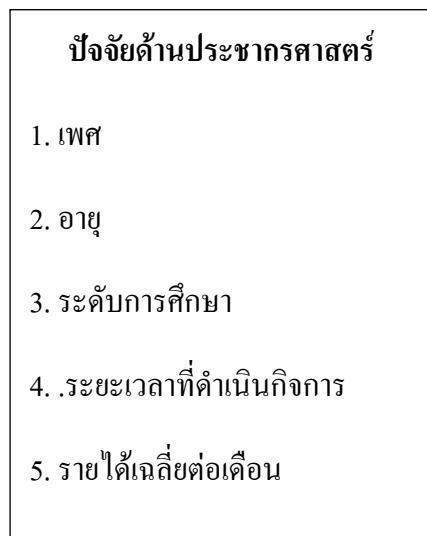 ปัจจัยด้านประชากรศาสตร์
1. เพศ
2. อายุ
3. ระดับการศึกษา
4. .ระยะเวลาที่ดำเนินกิจการ
5. รายได้เฉลี่ยต่อเดือน